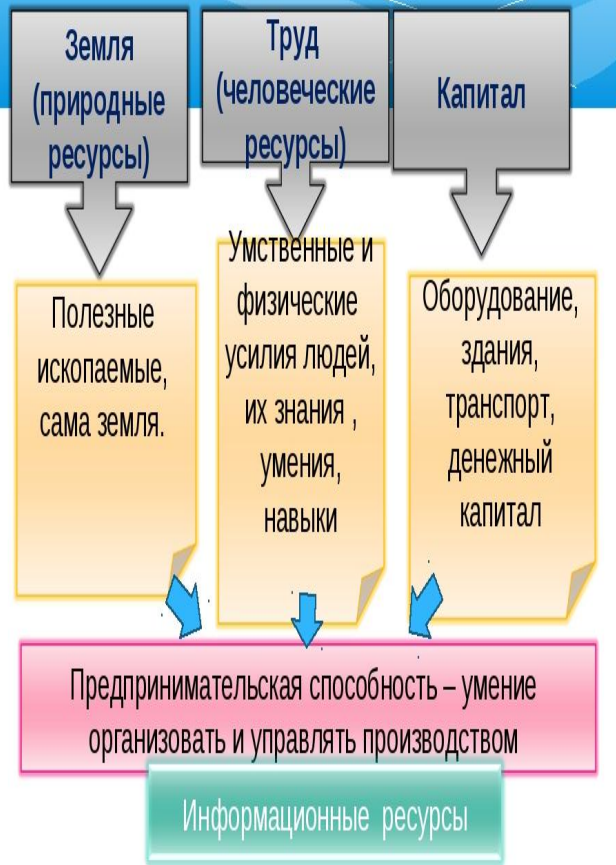 Земля
(природные
ресурсы)
Труд
(человеческие
ресурсы)
Капитал
Полезные
ископаемые,
сама земля.
Умственные и
физические
усилия людей,
их знания ,
умения,
навыки
Оборудование,
здания,
транспорт,
денежный
капитал
Предпринимательская способность – умение
организовать и управлять производством
Информационные ресурсы